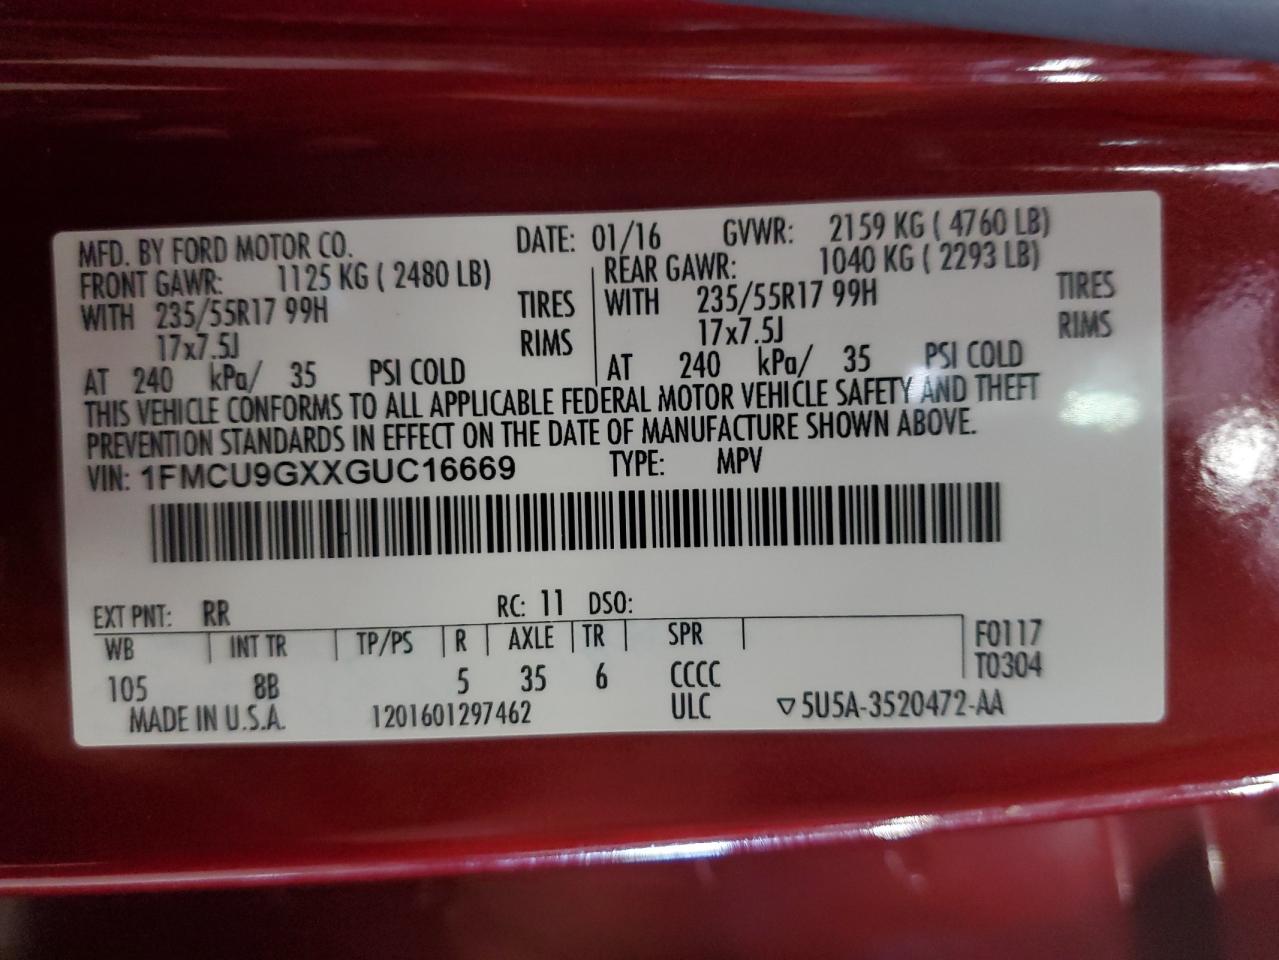 MFD. BY FORD MOTOR CO. DATE: 01/16 GVWR: 2159 KG ( 4760 LB)
FRONT GAWR: 1125 KG ( 2480 LB) REAR GAWR: 1040 KG ( 2293 LB)
WITH 235/55R17 99H TIRES WITH 235/55R17 99H TIRES
17x7.5J RIMS 17x7.5J RIMS
AT 240 kPa/ 35 PSI COLD AT 240 kPa/ 35 PSI COLD
THIS VEHICLE CONFORMS TO ALL APPLICABLE FEDERAL MOTOR VEHICLE SAFETY AND THEFT
PREVENTION STANDARDS IN EFFECT ON THE DATE OF MANUFACTURE SHOWN ABOVE.
VIN: 1FMCU9GXXGUC16669 TYPE: MPV
EXT PNT: RR RC: 11 DSO:
WB INT TR TP/PS R AXLE TR SPR F0117
105 8B 5 35 6 CCCC T0304
MADE IN U.S.A. 1201601297462 ULC ▽5U5A-3520472-AA